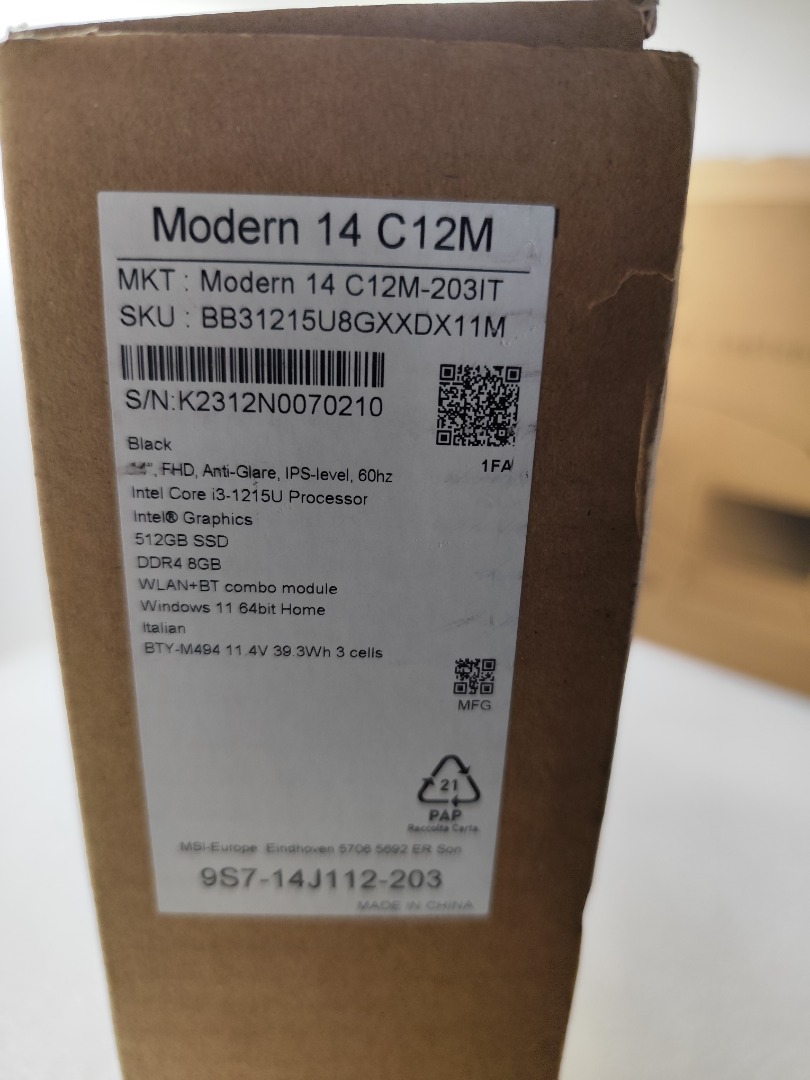 Modern 14 C12M
MKT : Modern 14 C12M-203IT
SKU : BB31215U8GXXDX11M
S/N:K2312N0070210
1FA
Black
14", FHD, Anti-Glare, IPS-level, 60hz
Intel Core i3-1215U Processor
Intel® Graphics
512GB SSD
DDR4 8GB
WLAN+BT combo module
Windows 11 64bit Home
Italian
BTY-M494 11.4V 39.3Wh 3 cells
MFG
21
PAP
Raccolta Carta
MSI-Europe Eindhoven 5706 5692 ER Son
9S7-14J112-203
MADE IN CHINA